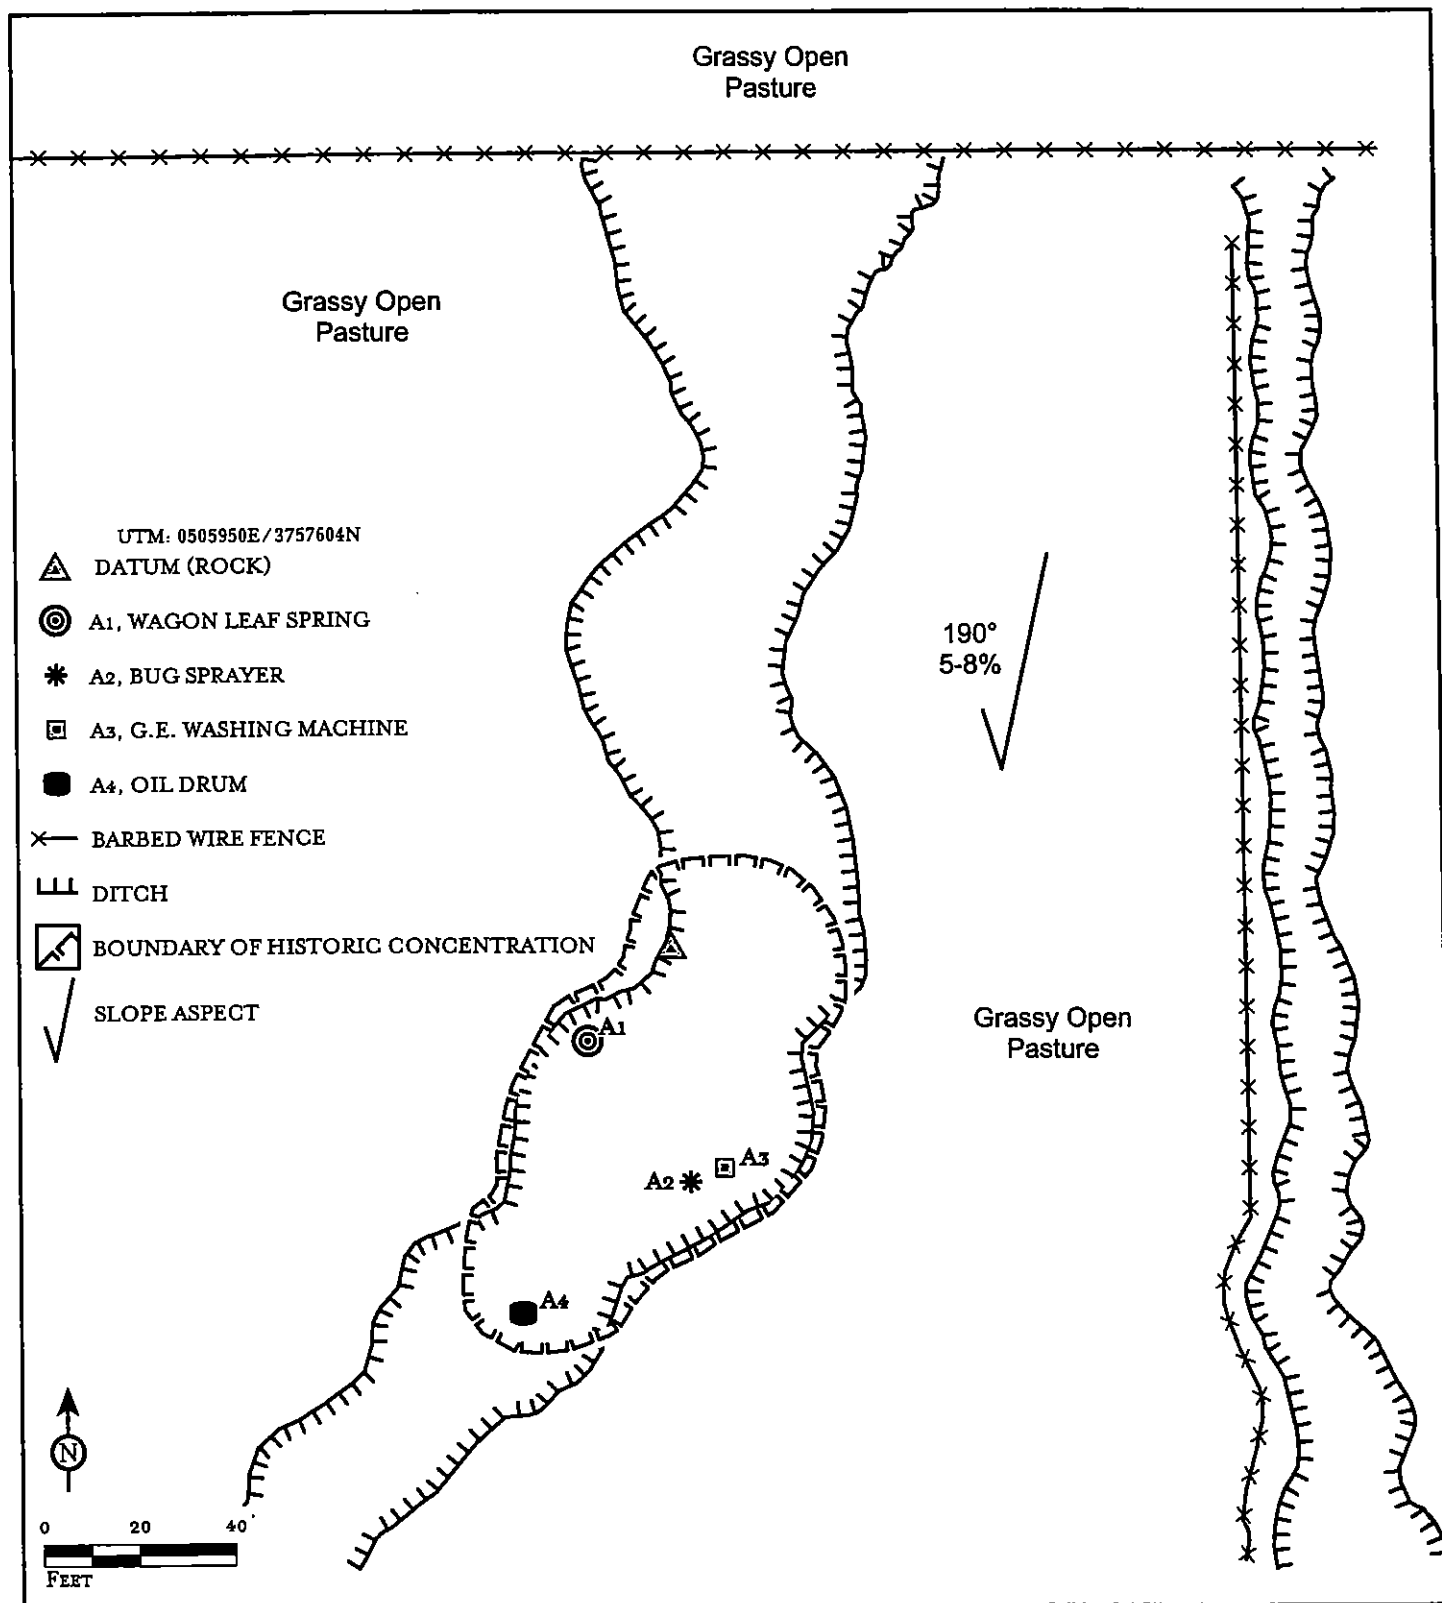 Grassy Open
Pasture
Grassy Open
Pasture
UTM: 0505950E/3757604N
DATUM (ROCK)
A1, WAGON LEAF SPRING
A2, BUG SPRAYER
A3, G.E. WASHING MACHINE
A4, OIL DRUM
BARBED WIRE FENCE
DITCH
BOUNDARY OF HISTORIC CONCENTRATION
SLOPE ASPECT
190°
5-8%
Grassy Open
Pasture
A1
A2
A3
A4
N
0 20 40
FEET